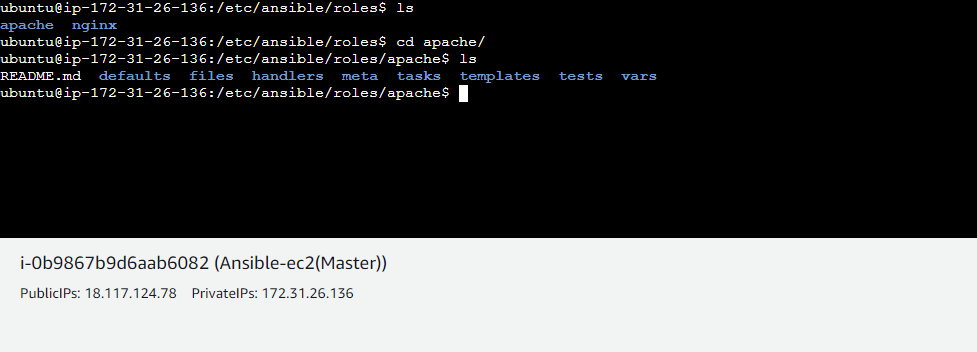 ubuntu@ip-172-31-26-136:/etc/ansible/roles$ ls
apache  nginx
ubuntu@ip-172-31-26-136:/etc/ansible/roles$ cd apache/
ubuntu@ip-172-31-26-136:/etc/ansible/roles/apache$ ls
README.md  defaults  files  handlers  meta  tasks  templates  tests  vars
ubuntu@ip-172-31-26-136:/etc/ansible/roles/apache$
i-0b9867b9d6aab6082 (Ansible-ec2(Master))
PublicIPs: 18.117.124.78    PrivateIPs: 172.31.26.136